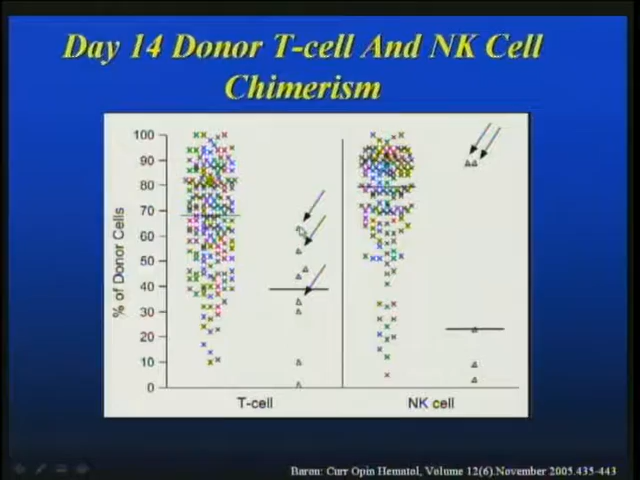 Day 14 Donor T-cell And NK Cell
Chimerism
100
90
80
70
60
50
40
30
20
10
0
% of Donor Cells
T-cell
NK cell
Baron: Curr Opin Hematol, Volume 12(6).November 2005.435-443